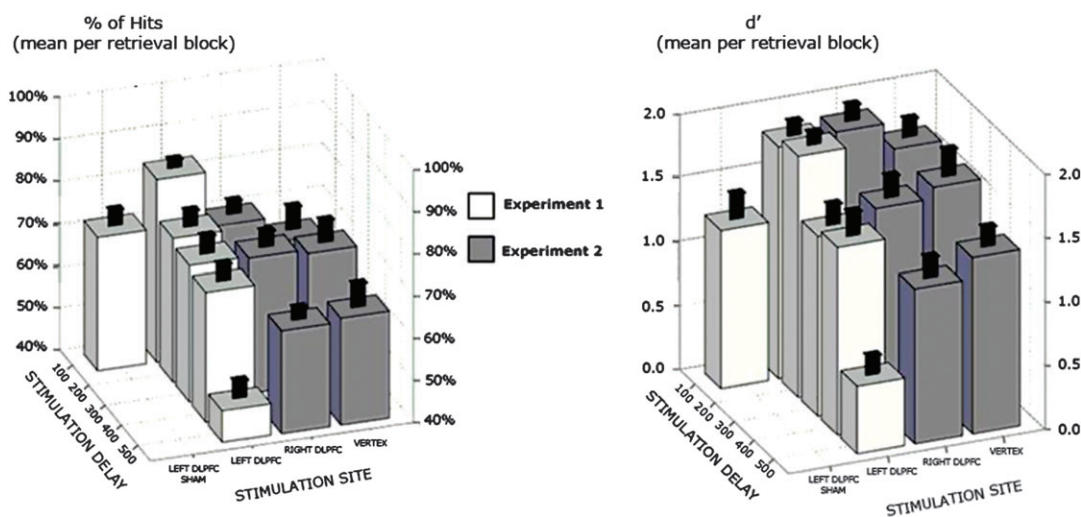 % of Hits
(mean per retrieval block)
100%
90%
80%
70%
60%
50%
40%
100
200
300
400
500
STIMULATION DELAY
LEFT DLPFC
SHAM
LEFT DLPFC
RIGHT DLPFC
VERTEX
STIMULATION SITE
100%
90%
80%
70%
60%
50%
40%
Experiment 1
Experiment 2
d’
(mean per retrieval block)
2.0
1.5
1.0
0.5
0.0
100
200
300
400
500
STIMULATION DELAY
LEFT DLPFC
SHAM
LEFT DLPFC
RIGHT DLPFC
VERTEX
STIMULATION SITE
2.0
1.5
1.0
0.5
0.0